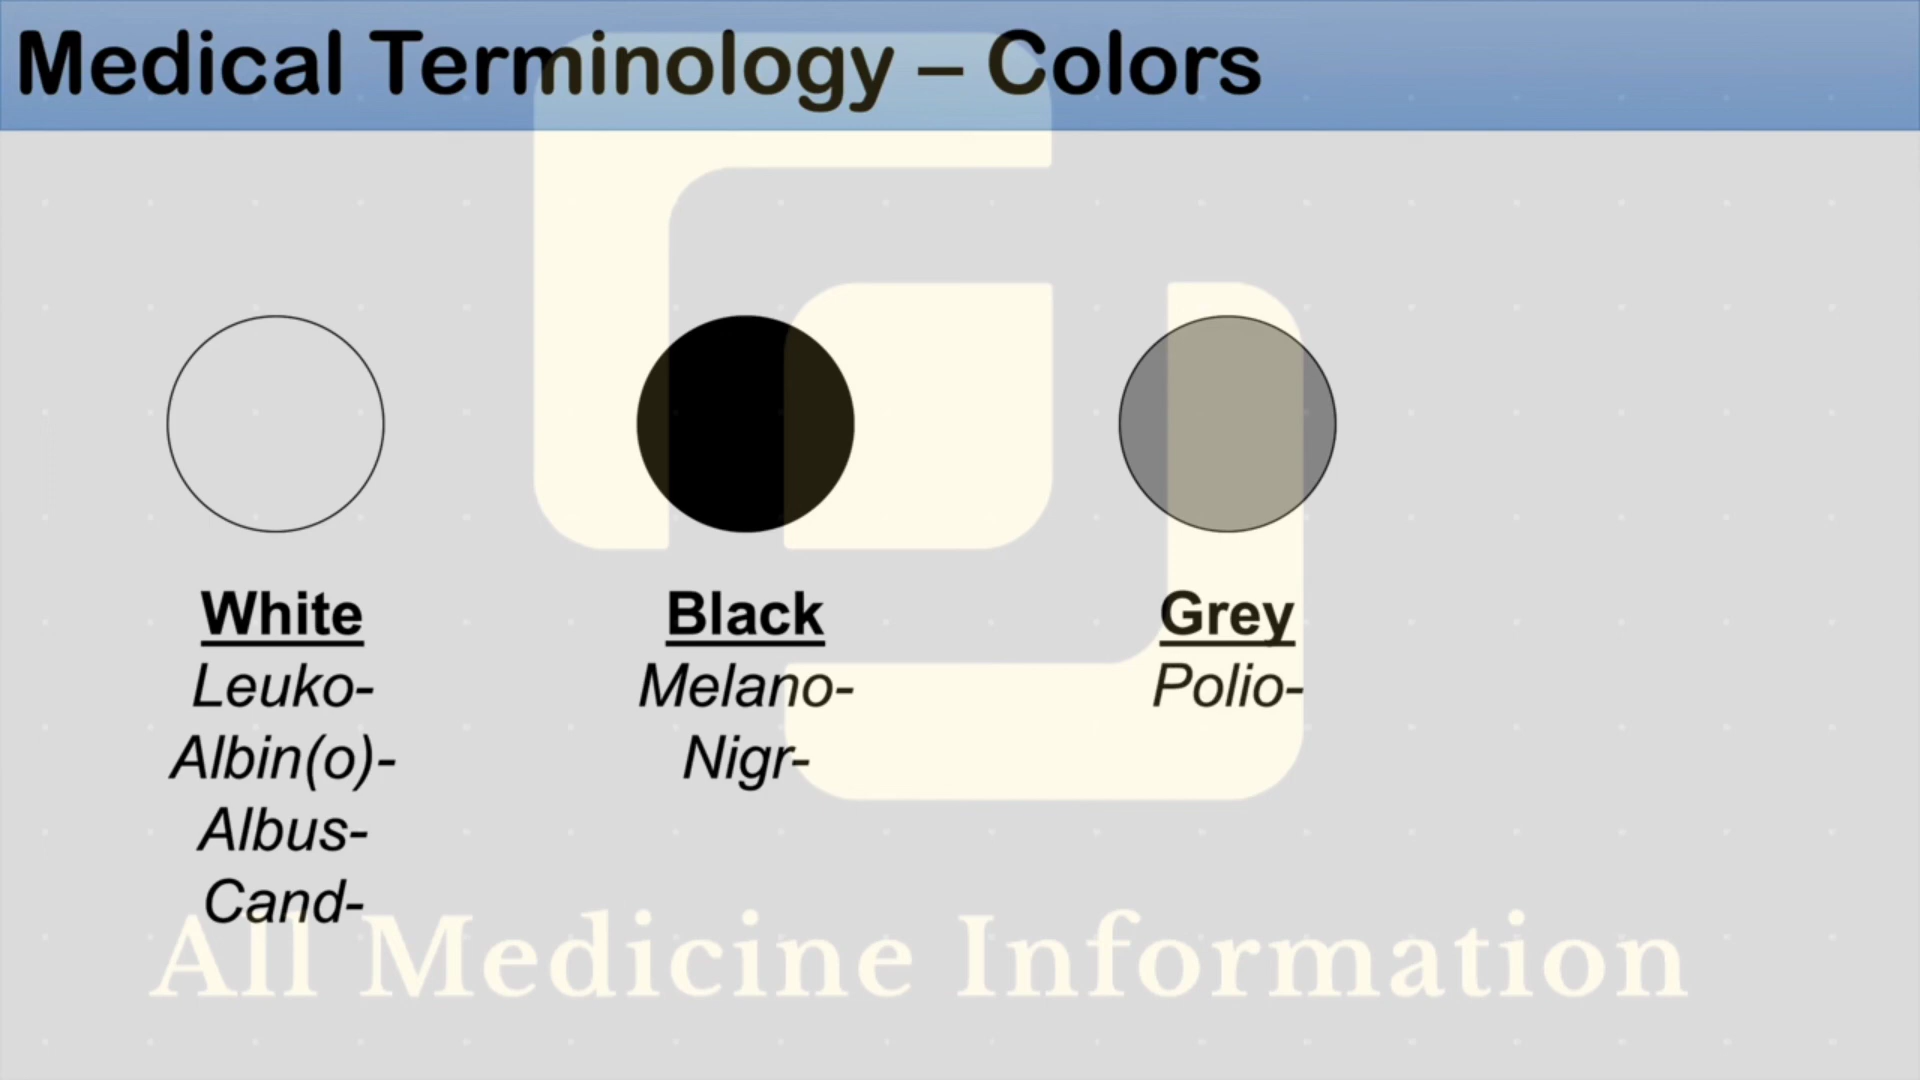 Medical Terminology – Colors
White
Leuko-
Albin(o)-
Albus-
Cand-
Black
Melano-
Nigr-
Grey
Polio-
All Medicine Information